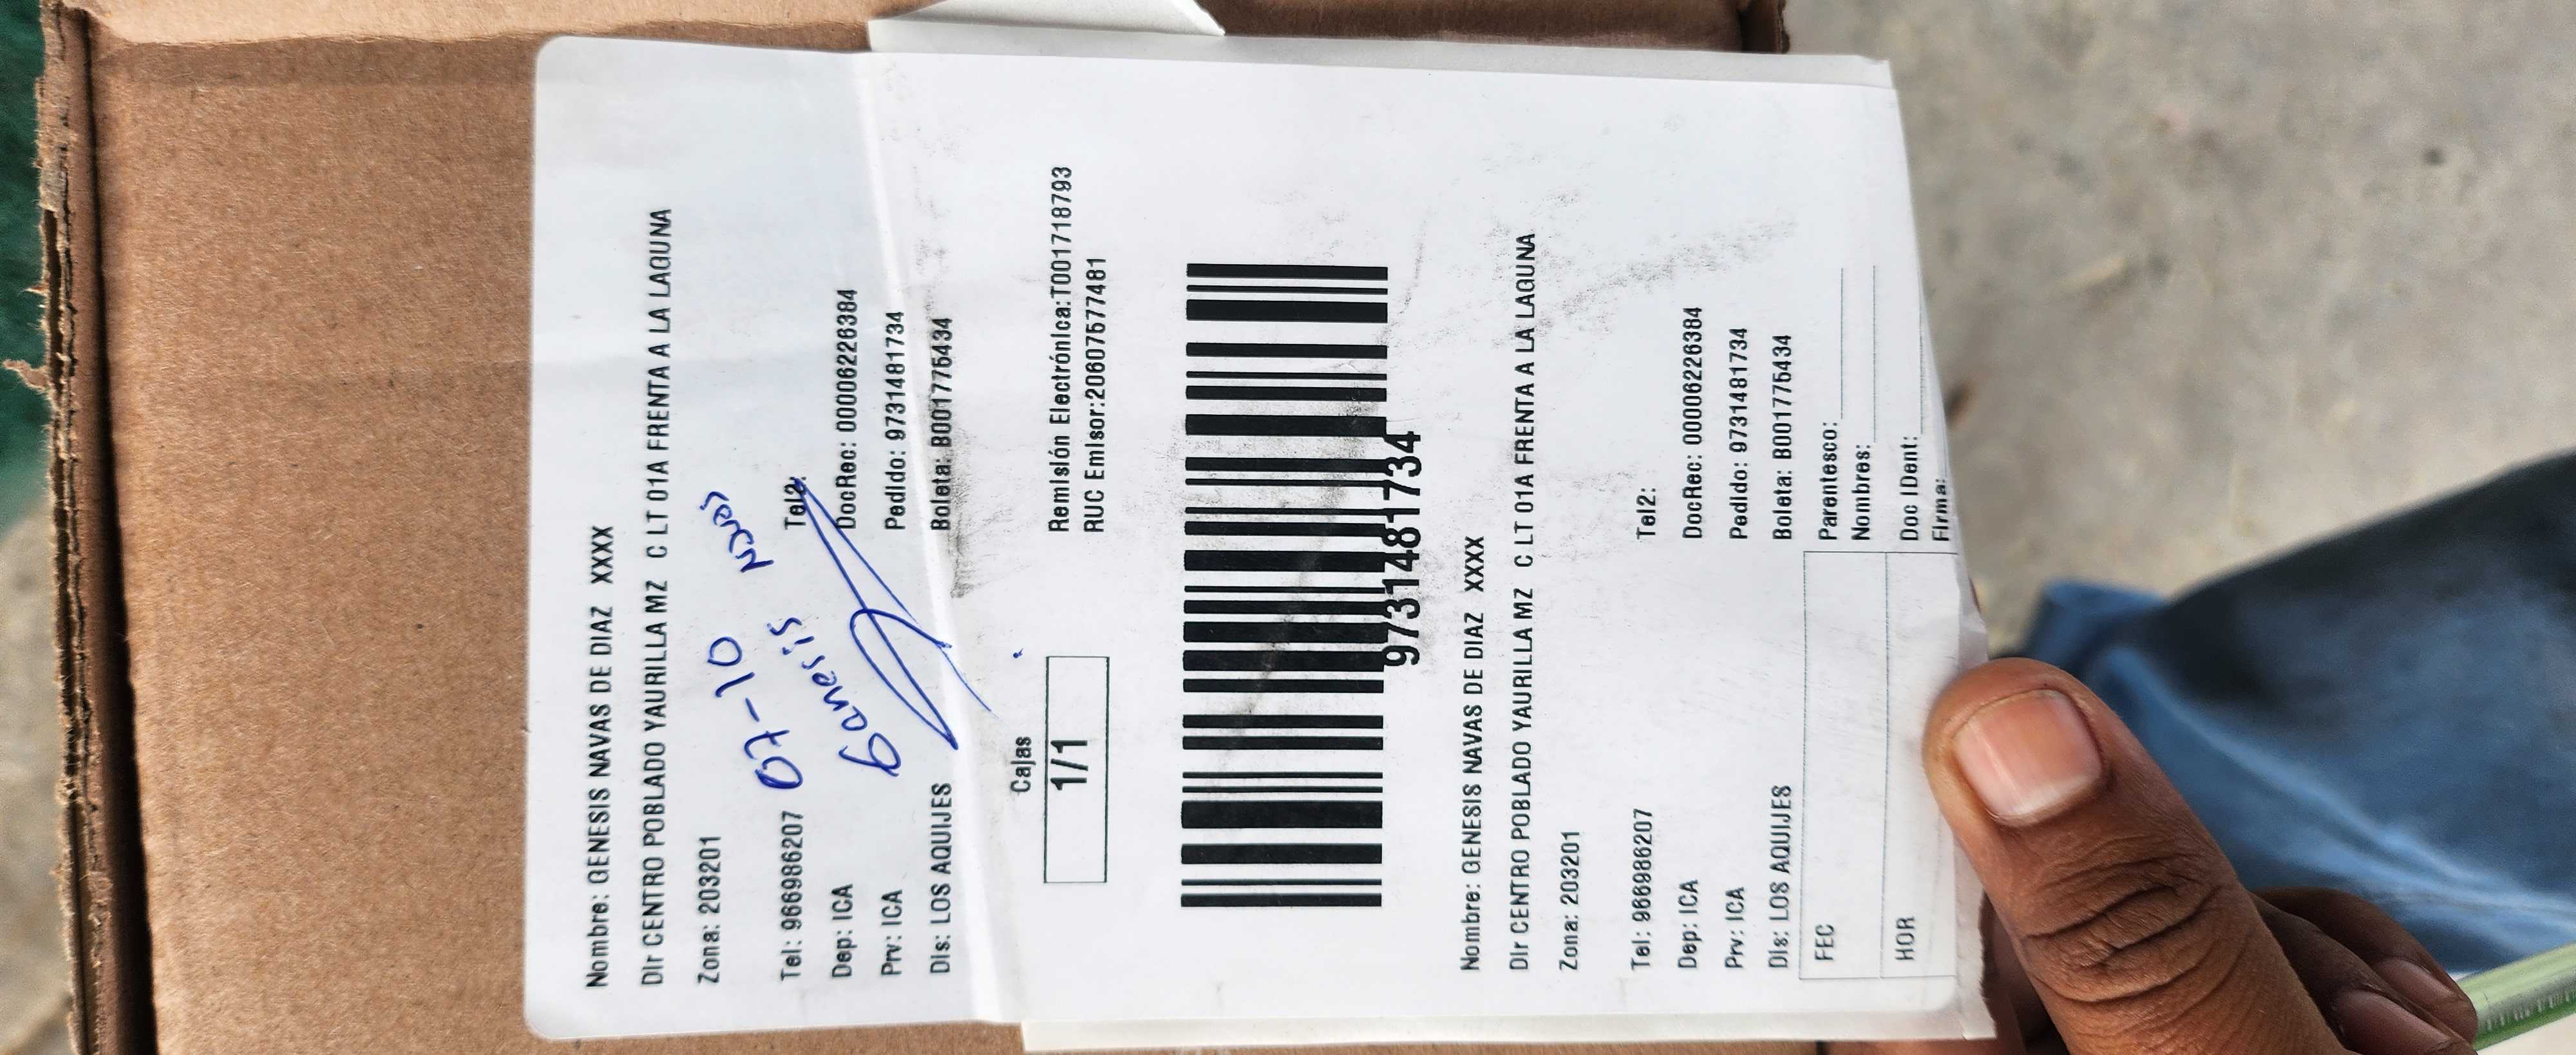 Nombre: GENESIS NAVAS DE DIAZ XXXX
Dir CENTRO POBLADO YAURILLA MZ C LT 01A FRENTA A LA LAGUNA
Zona: 203201
07-10
Genesis Navas
Tel: 966986207 Tel2:
Dep: ICA DocRec: 00006226384
Prv: ICA Pedido: 9731481734
Dis: LOS AQUIJES Boleta: B001775434
Cajas
1/1
Remisión Electrónica:T001718793
RUC Emisor:20607577481
9731481734
Nombre: GENESIS NAVAS DE DIAZ XXXX
Dir CENTRO POBLADO YAURILLA MZ C LT 01A FRENTA A LA LAGUNA
Zona: 203201
Tel: 966986207 Tel2:
Dep: ICA DocRec: 00006226384
Prv: ICA Pedido: 9731481734
Dis: LOS AQUIJES Boleta: B001775434
FEC Parentesco:
Nombres:
HOR Doc IDent:
Firma: